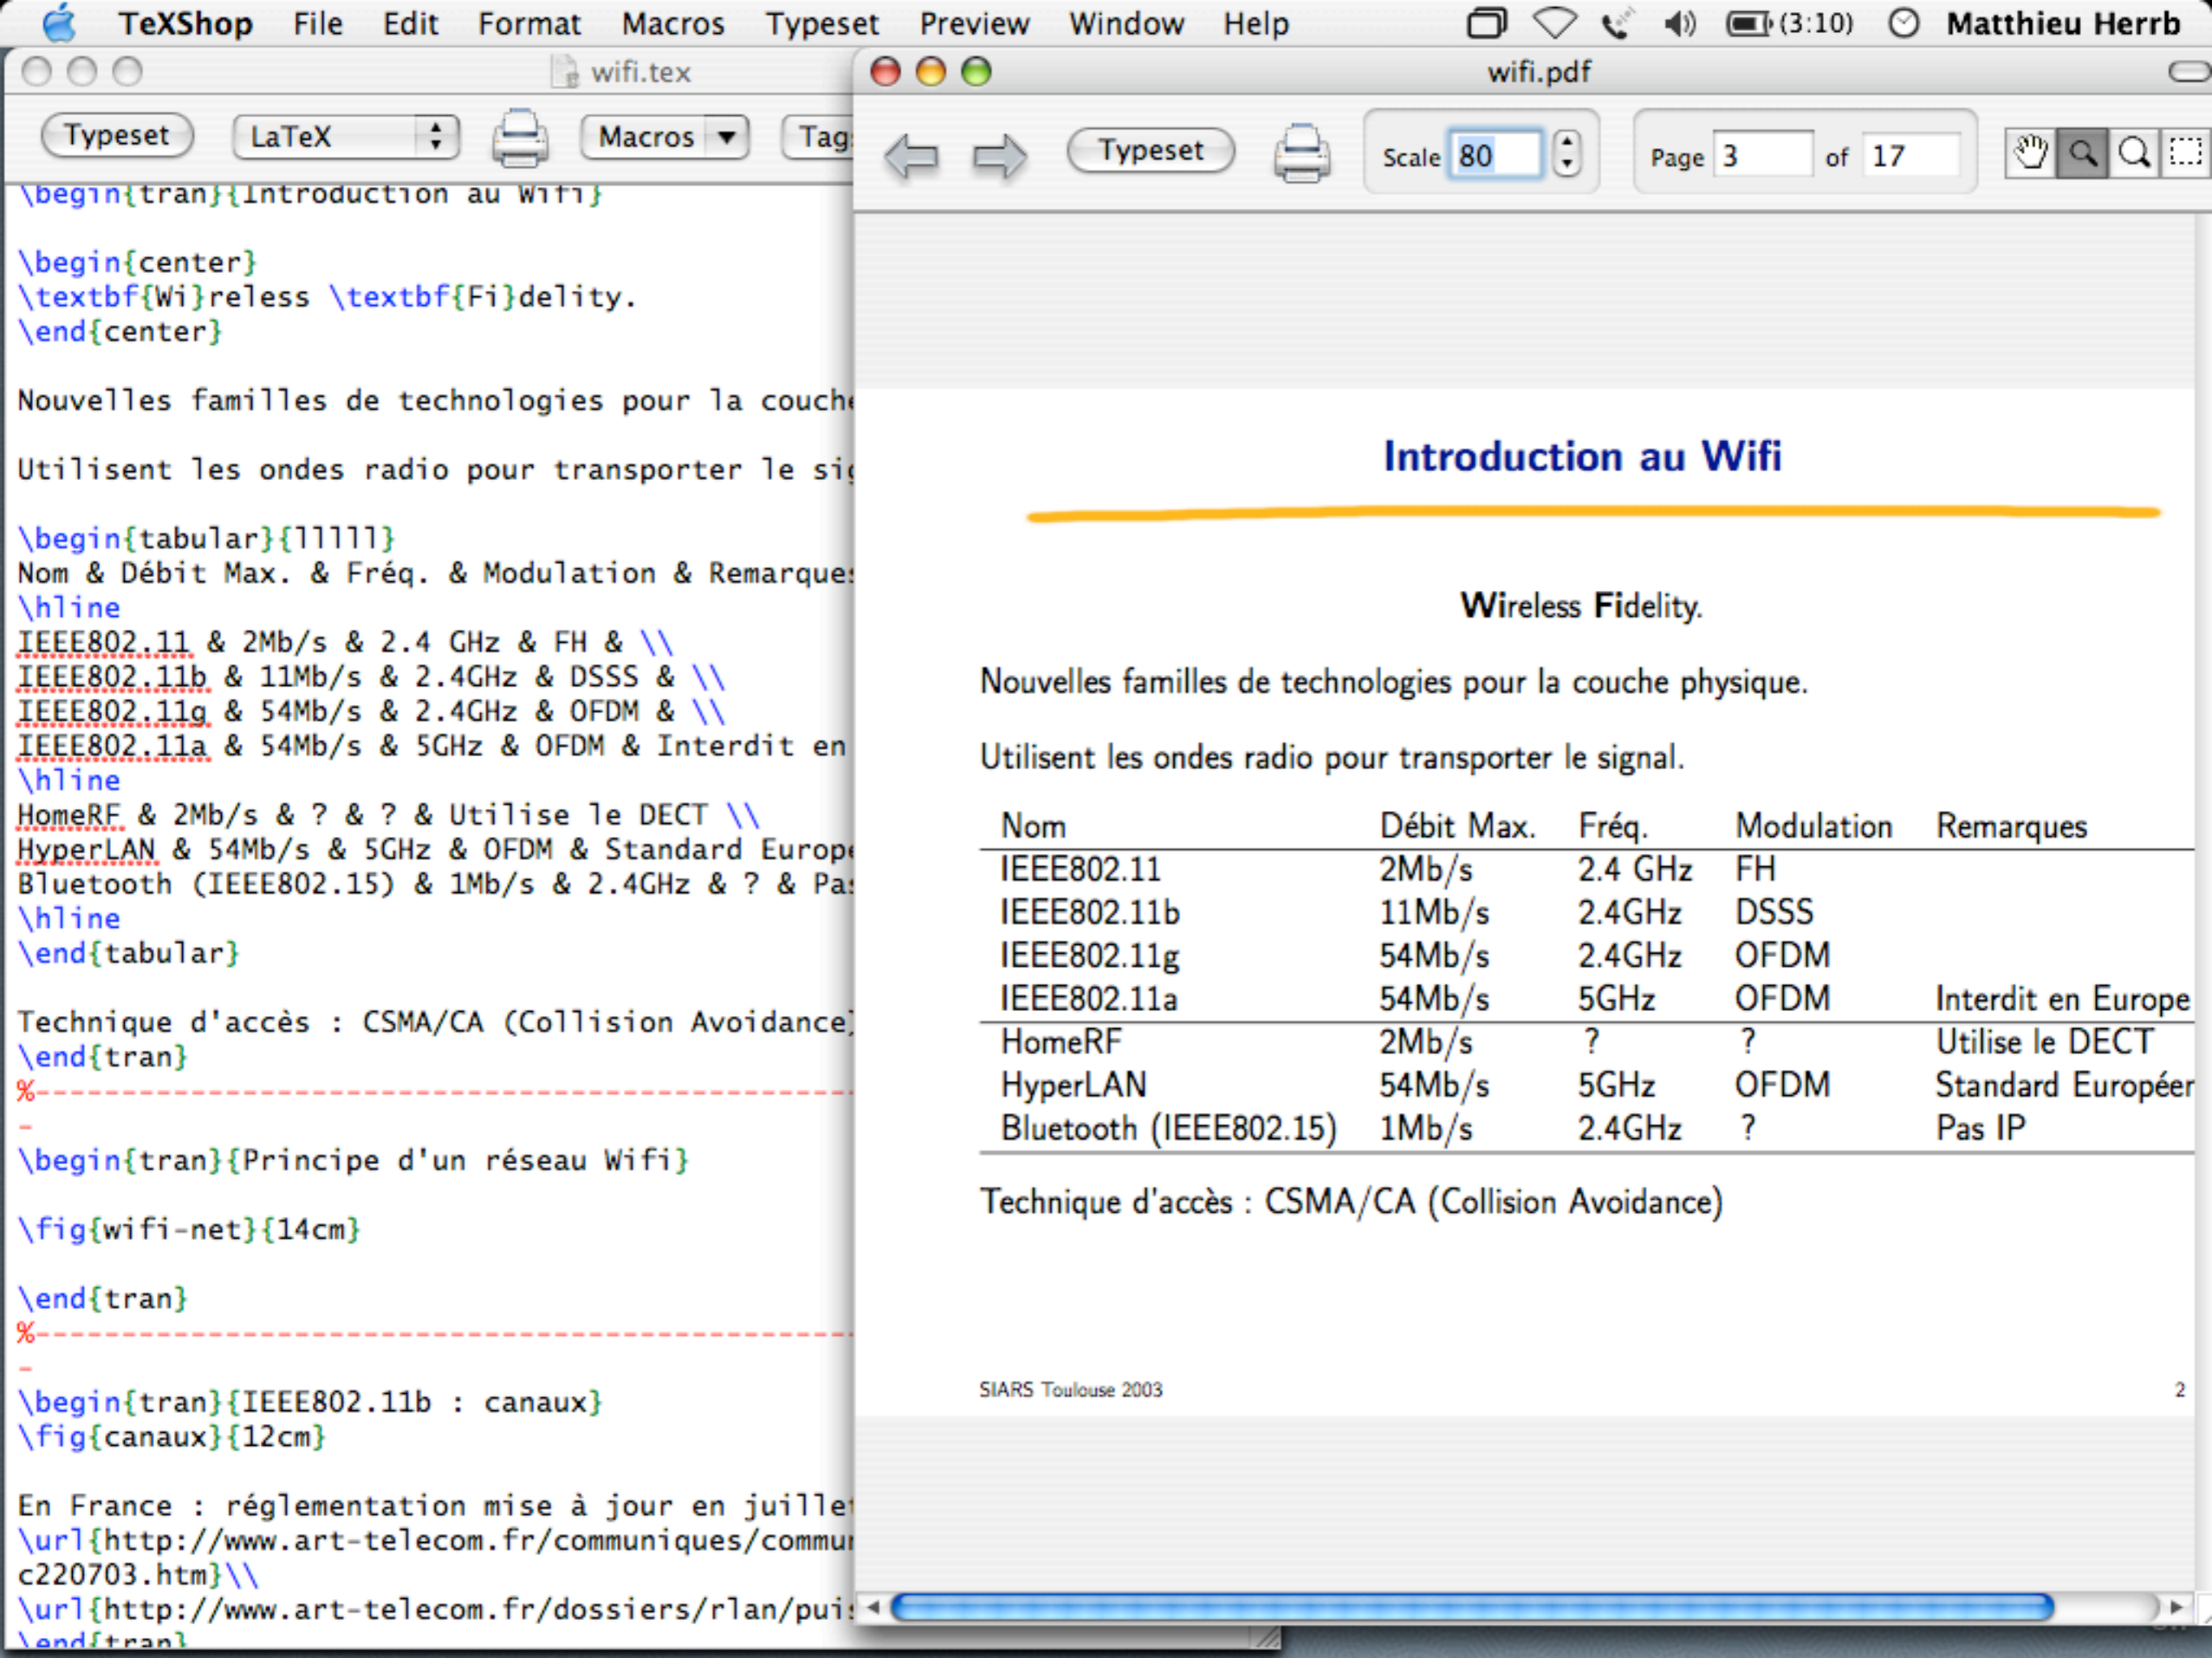 TeXShop File Edit Format Macros Typeset Preview Window Help (3:10) Matthieu Herrb
wifi.tex
Typeset LaTeX Macros Tag
\begin{tran}{Introduction au Wifi}
\begin{center}
\textbf{Wi}reless \textbf{Fi}delity.
\end{center}
Nouvelles familles de technologies pour la couche
Utilisent les ondes radio pour transporter le sig
\begin{tabular}{lllll}
Nom & Débit Max. & Fréq. & Modulation & Remarques
\hline
IEEE802.11 & 2Mb/s & 2.4 GHz & FH & \\
IEEE802.11b & 11Mb/s & 2.4GHz & DSSS & \\
IEEE802.11g & 54Mb/s & 2.4GHz & OFDM & \\
IEEE802.11a & 54Mb/s & 5GHz & OFDM & Interdit en
\hline
HomeRF & 2Mb/s & ? & ? & Utilise le DECT \\
HyperLAN & 54Mb/s & 5GHz & OFDM & Standard Europe
Bluetooth (IEEE802.15) & 1Mb/s & 2.4GHz & ? & Pas
\hline
\end{tabular}
Technique d'accès : CSMA/CA (Collision Avoidance)
\end{tran}
%------------------------------------------------
-
\begin{tran}{Principe d'un réseau Wifi}
\fig{wifi-net}{14cm}
\end{tran}
%------------------------------------------------
-
\begin{tran}{IEEE802.11b : canaux}
\fig{canaux}{12cm}
En France : réglementation mise à jour en juillet
\url{http://www.art-telecom.fr/communiques/commun
c220703.htm}\\
\url{http://www.art-telecom.fr/dossiers/rlan/puis
\end{tran}
wifi.pdf
Typeset Scale 80 Page 3 of 17
Introduction au Wifi
Wireless Fidelity.
Nouvelles familles de technologies pour la couche physique.
Utilisent les ondes radio pour transporter le signal.
Nom Débit Max. Fréq. Modulation Remarques
IEEE802.11 2Mb/s 2.4 GHz FH
IEEE802.11b 11Mb/s 2.4GHz DSSS
IEEE802.11g 54Mb/s 2.4GHz OFDM
IEEE802.11a 54Mb/s 5GHz OFDM Interdit en Europe
HomeRF 2Mb/s ? ? Utilise le DECT
HyperLAN 54Mb/s 5GHz OFDM Standard Européen
Bluetooth (IEEE802.15) 1Mb/s 2.4GHz ? Pas IP
Technique d'accès : CSMA/CA (Collision Avoidance)
SIARS Toulouse 2003 2